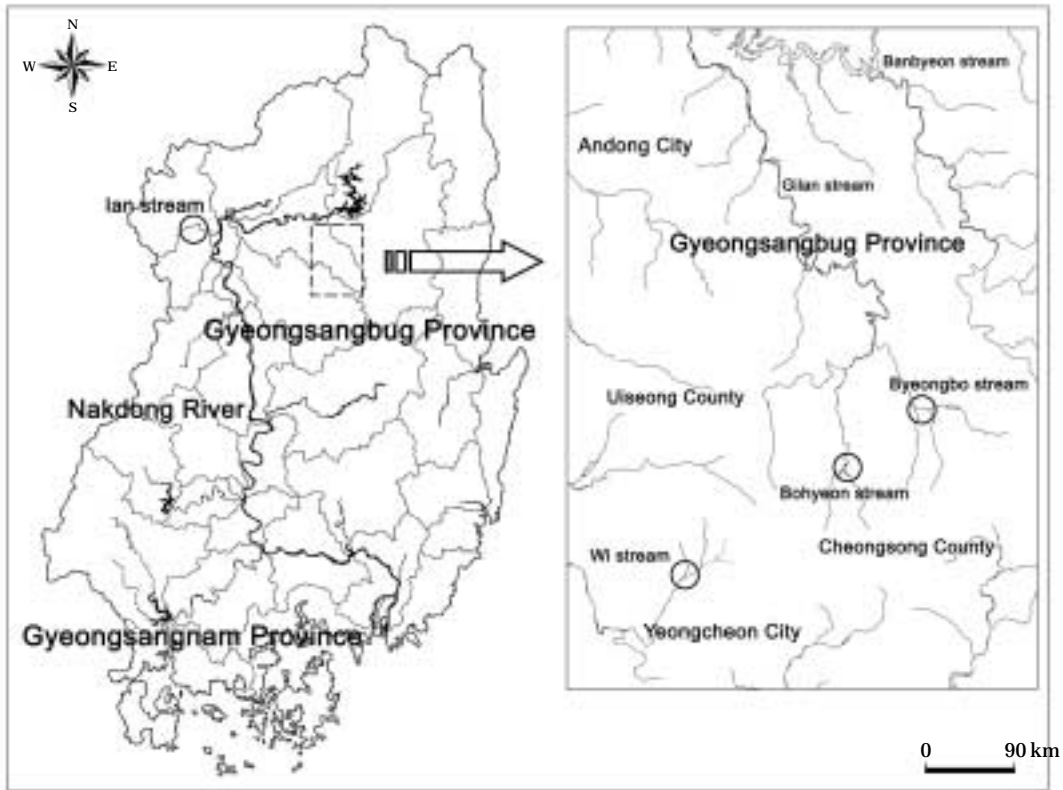 N
W E
S
Ian stream
Gyeongsangbug Province
Nakdong River
Gyeongsangnam Province
Banbyeon stream
Andong City
Gilan stream
Gyeongsangbug Province
Byeongbo stream
Uiseong County
Bohyeon stream
Cheongsong County
WI stream
Yeongcheon City
0 90 km